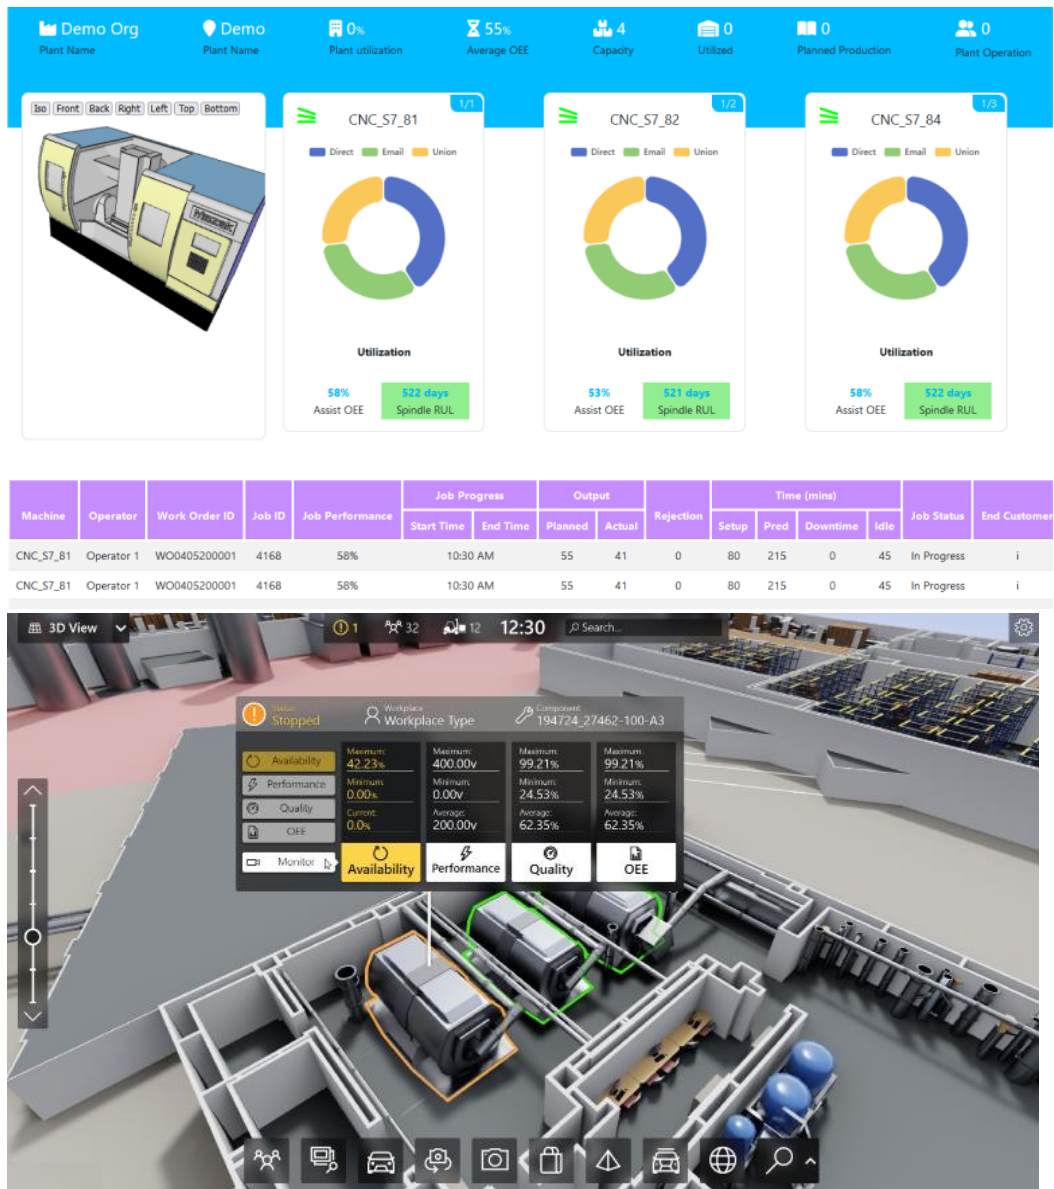 Demo Org Demo 0% 55% 4 0 0 0
Plant Name Plant Name Plant utilization Average OEE Capacity Utilized Planned Production Plant Operation
Iso Front Back Right Left Top Bottom
1/1
CNC_S7_81
Direct Email Union
Utilization
58% 522 days
Assist OEE Spindle RUL
1/2
CNC_S7_82
Direct Email Union
Utilization
53% 521 days
Assist OEE Spindle RUL
1/3
CNC_S7_84
Direct Email Union
Utilization
58% 522 days
Assist OEE Spindle RUL
Machine Operator Work Order ID Job ID Job Performance Job Progress Output Rejection Time (mins) Job Status End Customer
Start Time End Time Planned Actual Setup Pred Downtime Idle
CNC_S7_81 Operator 1 WO0405200001 4168 58% 10:30 AM 55 41 0 80 215 0 45 In Progress i
CNC_S7_81 Operator 1 WO0405200001 4168 58% 10:30 AM 55 41 0 80 215 0 45 In Progress i
3D View 1 32 12 12:30 Search...
Status Workplace Component
Stopped Workplace Type 194724_27462-100-A3
Availability
Performance
Quality
OEE
Monitor
Maximum: Maximum: Maximum: Maximum:
42.23% 400.00v 99.21% 99.21%
Minimum: Minimum: Minimum: Minimum:
0.00% 0.00v 24.53% 24.53%
Current: Average: Average: Average:
0.0% 200.00v 62.35% 62.35%
Availability Performance Quality OEE